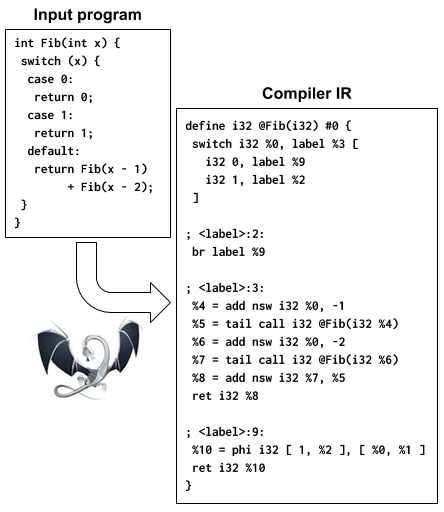 Input program
int Fib(int x) {
switch (x) {
case 0:
return 0;
case 1:
return 1;
default:
return Fib(x - 1)
+ Fib(x - 2);
}
}
Compiler IR
define i32 @Fib(i32) #0 {
switch i32 %0, label %3 [
i32 0, label %9
i32 1, label %2
]
; <label>:2:
br label %9
; <label>:3:
%4 = add nsw i32 %0, -1
%5 = tail call i32 @Fib(i32 %4)
%6 = add nsw i32 %0, -2
%7 = tail call i32 @Fib(i32 %6)
%8 = add nsw i32 %7, %5
ret i32 %8
; <label>:9:
%10 = phi i32 [ 1, %2 ], [ %0, %1 ]
ret i32 %10
}